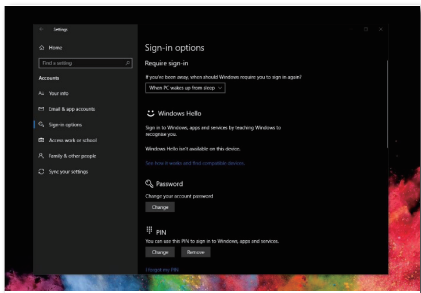 Settings
Home
Find a setting
Accounts
Your info
Email & app accounts
Sign-in options
Access work or school
Family & other people
Sync your settings
Sign-in options
Require sign-in
If you've been away, when should Windows require you to sign in again?
When PC wakes up from sleep
Windows Hello
Sign in to Windows, apps and services by teaching Windows to
recognise you.
Windows Hello isn't available on this device.
See how it works and find compatible devices.
Password
Change your account password
Change
PIN
You can use this PIN to sign in to Windows, apps and services.
Change Remove
I forgot my PIN